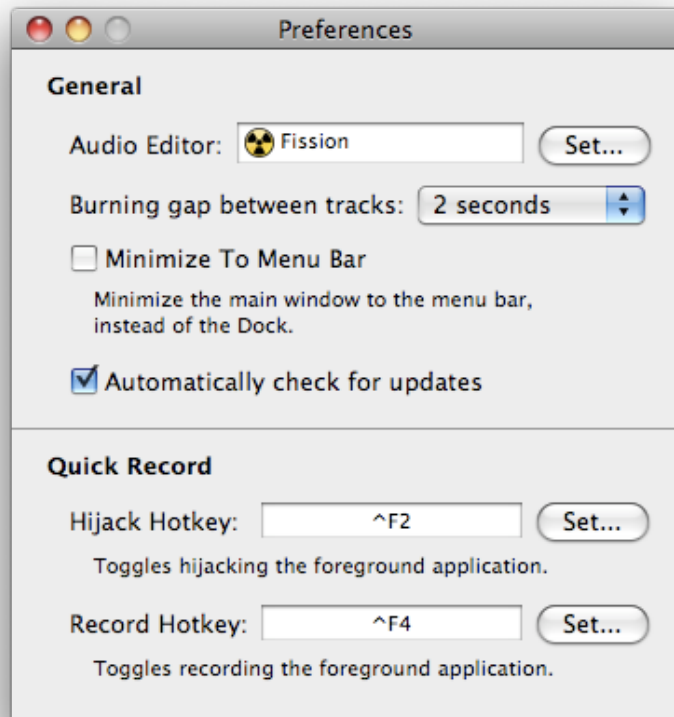 Preferences
General
Audio Editor: Fission Set...
Burning gap between tracks: 2 seconds
Minimize To Menu Bar
Minimize the main window to the menu bar,
instead of the Dock.
Automatically check for updates
Quick Record
Hijack Hotkey: ^F2 Set...
Toggles hijacking the foreground application.
Record Hotkey: ^F4 Set...
Toggles recording the foreground application.